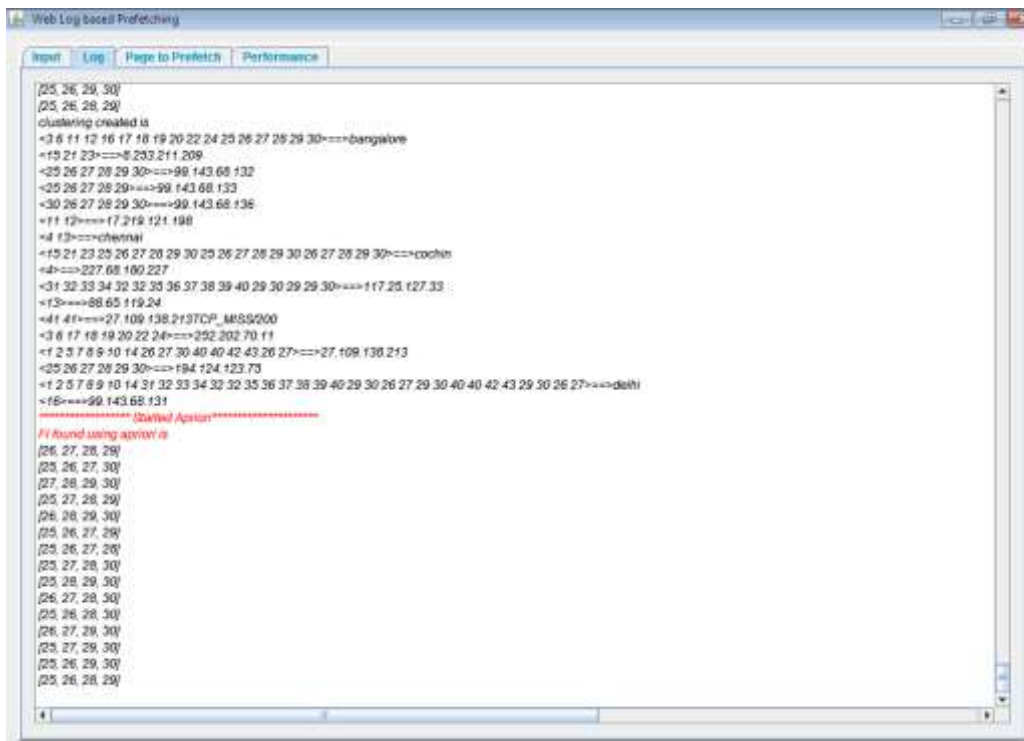 Web Log based Prefetching
Input Log Page to Prefetch Performance
[25, 26, 29, 30]
[25, 26, 28, 29]
clustering created is
<3 6 11 12 16 17 18 19 20 22 24 25 26 27 28 29 30>==>bangalore
<15 21 23>==>8.253.211.209
<25 26 27 28 29 30>==>99.143.68.132
<25 26 27 28 29>==>99.143.68.133
<30 26 27 28 29 30>==>99.143.68.136
<11 12>==>17.219.121.198
<4 13>==>chennai
<15 21 23 25 26 27 28 29 30 25 26 27 28 29 30 26 27 28 29 30>==>cochin
<4>==>227.68.160.227
<31 32 33 34 32 32 35 36 37 38 39 40 29 30 29 29 30>==>117.25.127.33
<13>==>88.65.119.24
<41 41>==>27.109.138.213TCP_MISS/200
<3 6 17 18 19 20 22 24>==>252.202.70.11
<1 2 5 7 8 9 10 14 26 27 30 40 40 42 43 26 27>==>27.109.138.213
<25 26 27 28 29 30>==>194.124.123.75
<1 2 5 7 8 9 10 14 31 32 33 34 32 32 35 36 37 38 39 40 29 30 26 27 29 30 40 40 42 43 29 30 26 27>==>delhi
<16>==>99.143.68.131
******************** Started Apriori***********************
FI found using apriori is
[26, 27, 28, 29]
[25, 26, 27, 30]
[27, 28, 29, 30]
[25, 27, 28, 29]
[26, 28, 29, 30]
[25, 26, 27, 29]
[25, 26, 27, 28]
[25, 27, 28, 30]
[25, 28, 29, 30]
[26, 27, 28, 30]
[25, 26, 28, 30]
[26, 27, 29, 30]
[25, 27, 29, 30]
[25, 26, 29, 30]
[25, 26, 28, 29]